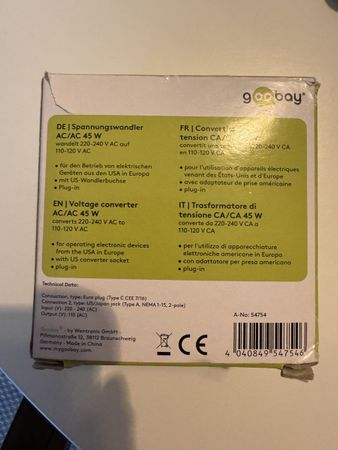 goobay
DE | Spannungswandler
AC/AC 45 W
wandelt 220-240 V AC auf
110-120 V AC
• für den Betrieb von elektrischen
Geräten aus den USA in Europa
• mit US-Wandlerbuchse
• Plug-in
FR | Convertis
tension CA/CA
convertit une 220-240 V CA
en 110-120 V CA
• pour l'utilisation d'appareils électriques
venant des États-Unis et d'Europe
• avec adaptateur de prise américaine
• plug-in
EN | Voltage converter
AC/AC 45 W
converts 220-240 V AC to
110-120 V AC
• for operating electronic devices
from the USA in Europe
• with US converter socket
• plug-in
IT | Trasformatore di
tensione CA/CA 45 W
converte da 220-240 V CA a
110-120 V CA
• per l'utilizzo di apparecchiature
elettroniche americane in Europa
• con adattatore per presa americana
• plug-in
Technical Data:
Connection, type: Euro plug (Type C CEE 7/16)
Connection 2, type: US/Japan jack (Type A, NEMA 1-15, 2-pole)
Input (V): 220 - 240 (AC)
Output (V): 110 (AC)
Goobay® - by Wentronic GmbH
Pillmannstraße 12, 38112 Braunschweig
Germany - Made in China
www.mygoobay.com
CE
A-No: 54754
4 040849 547546